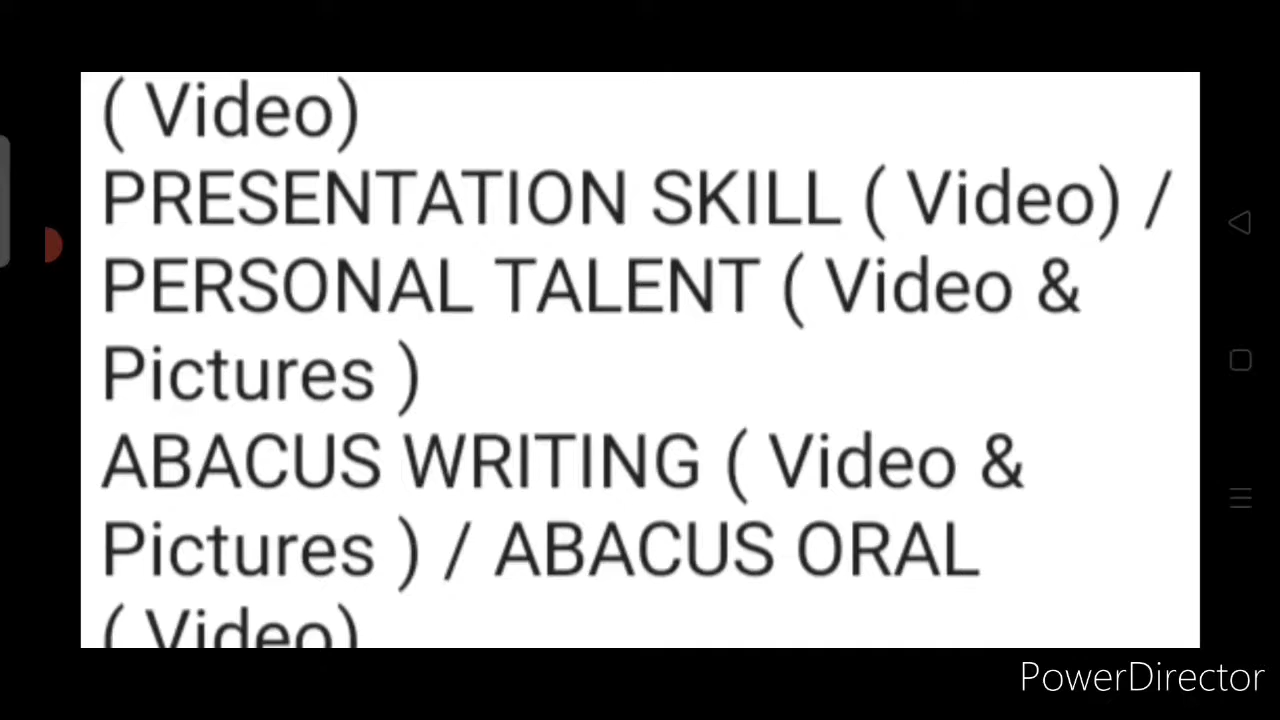 ( Video)
PRESENTATION SKILL ( Video) /
PERSONAL TALENT ( Video &
Pictures )
ABACUS WRITING ( Video &
Pictures ) / ABACUS ORAL
( Video)
PowerDirector